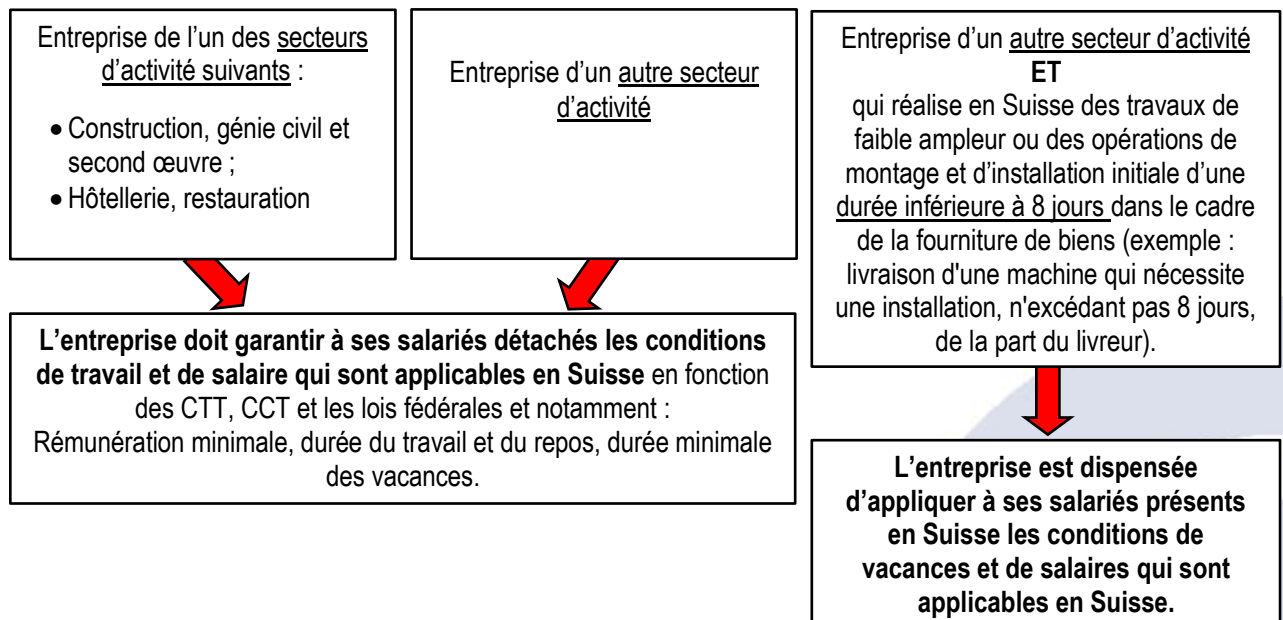 Entreprise de l'un des secteurs
d'activité suivants :
• Construction, génie civil et
second œuvre ;
• Hôtellerie, restauration
Entreprise d'un autre secteur
d'activité
Entreprise d'un autre secteur d'activité
ET
qui réalise en Suisse des travaux de
faible ampleur ou des opérations de
montage et d'installation initiale d'une
durée inférieure à 8 jours dans le cadre
de la fourniture de biens (exemple :
livraison d'une machine qui nécessite
une installation, n'excédant pas 8 jours,
de la part du livreur).
L'entreprise doit garantir à ses salariés détachés les conditions
de travail et de salaire qui sont applicables en Suisse en fonction
des CTT, CCT et les lois fédérales et notamment :
Rémunération minimale, durée du travail et du repos, durée minimale
des vacances.
L'entreprise est dispensée
d'appliquer à ses salariés présents
en Suisse les conditions de
vacances et de salaires qui sont
applicables en Suisse.